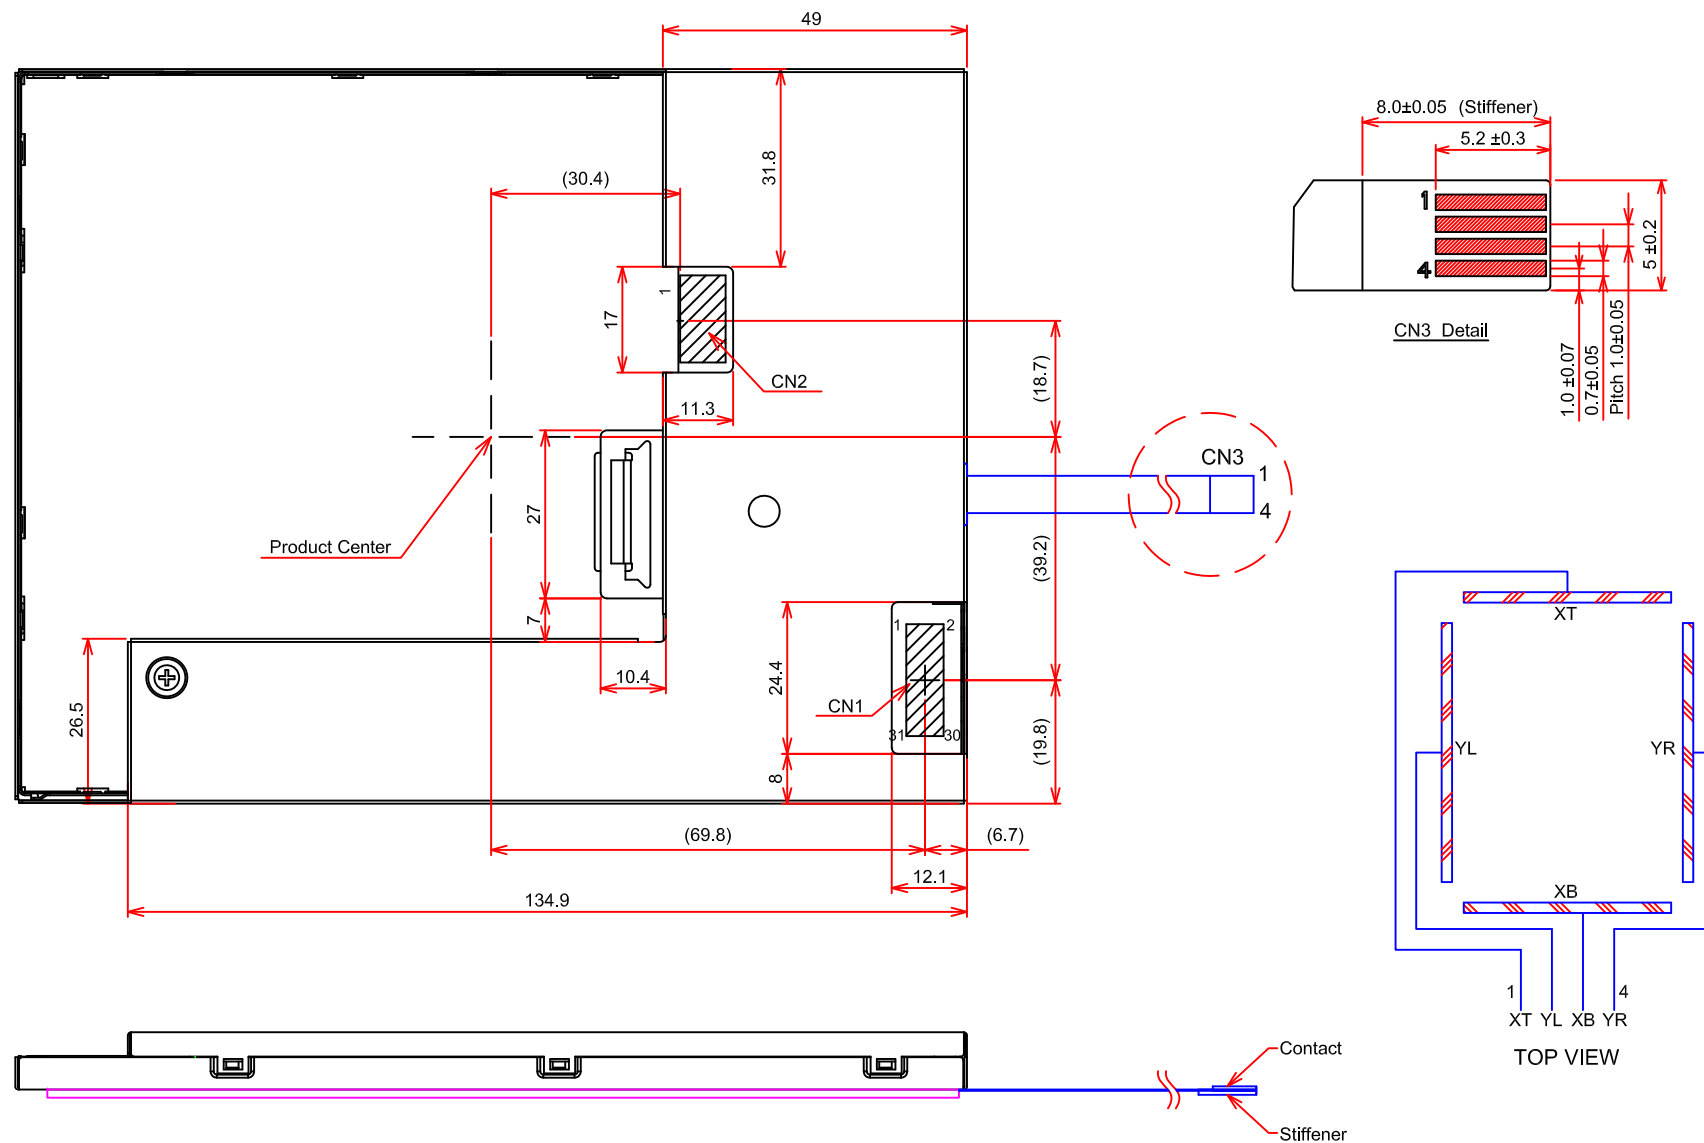 49
8.0±0.05 (Stiffener)
5.2 ±0.3
31.8
(30.4)
1
4
5 ±0.2
1
17
CN2
11.3
(18.7)
CN3 Detail
1.0 ±0.07
0.7±0.05
Pitch 1.0±0.05
CN3
1
4
27
Product Center
(39.2)
7
XT
1
2
10.4
24.4
CN1
26.5
31
30
(19.8)
YL
YR
8
(69.8)
(6.7)
12.1
XB
134.9
1
4
XT YL XB YR
TOP VIEW
Contact
Stiffener